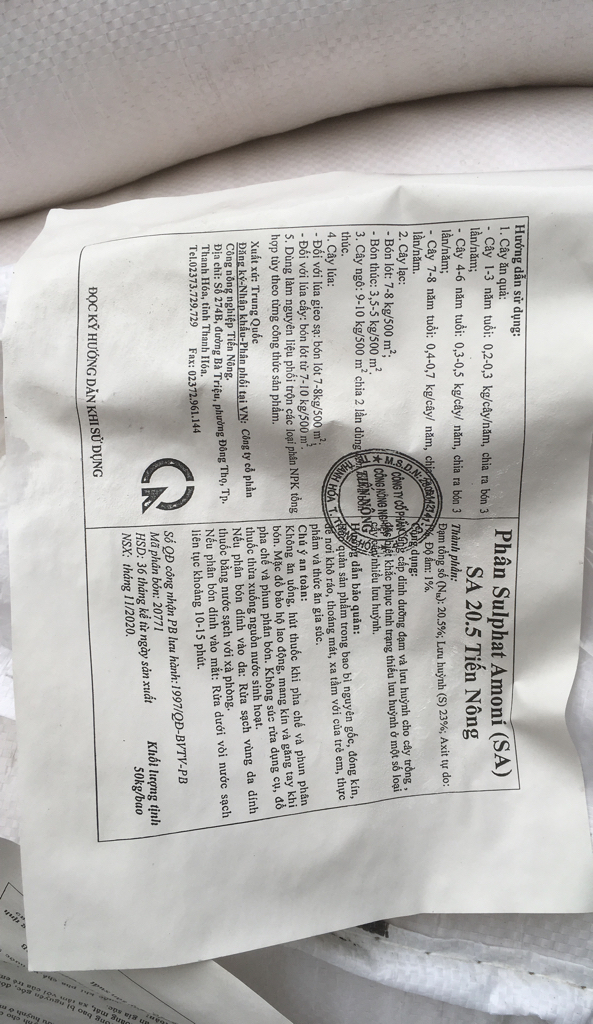 Hướng dẫn sử dụng:
1. Cây ăn quả:
- Cây 1-3 năm tuổi: 0,2-0,3 kg/cây/năm, chia ra bón 3
lần/năm;
- Cây 4-6 năm tuổi: 0,3-0,5 kg/cây/ năm, chia ra bón 3
lần/năm;
- Cây 7-8 năm tuổi: 0,4-0,7 kg/cây/ năm,
lần/năm.
2. Cây lạc:
- Bón lót: 7-8 kg/500 m²;
- Bón thúc: 3,5-5 kg/500 m².
3. Cây ngô: 9-10 kg/500 m² chia 2 lần dùng
thúc.
4. Cây lúa:
- Đối với lúa gieo sạ: bón lót 7-8kg/500 m².
- Đối với lúa cấy: bón lót từ 7-10 kg/500 m².
5. Dùng làm nguyên liệu phối trộn các loại phân NPK tổng
hợp tùy theo từng công thức sản phẩm.
Xuất xứ: Trung Quốc
Đăng ký-Nhập khẩu-Phân phối tại VN: Công ty cổ phần
Công nông nghiệp Tiến Nông.
Địa chỉ: Số 274B, đường Bà Triệu, phường Đông Thọ, Tp.
Thanh Hóa, tỉnh Thanh Hóa.
Tel.02373.729.729 Fax: 02372.961.144
ĐỌC KỸ HƯỚNG DẪN KHI SỬ DỤNG
Phân Sulphat Amoni (SA)
SA 20.5 Tiến Nông
Thành phần:
Đạm tổng số (Nts): 20,5%; Lưu huỳnh (S) 23%; Axit tự do:
Độ ẩm: 1%.
dụng:
cấp dinh dưỡng đạm và lưu huỳnh cho cây trồng,
biệt khắc phục tình trạng thiếu lưu huỳnh ở một số loại
cây nhiều lưu huỳnh.
Hướng dẫn bảo quản:
quản sản phẩm trong bao bì nguyên gốc, đóng kín,
để nơi khô ráo, thoáng mát, xa tầm với của trẻ em, thực
phẩm và thức ăn gia súc.
Chú ý an toàn:
Không ăn uống, hút thuốc khi pha chế và phun phân
bón. Mặc đồ bảo hộ lao động, mang kín và găng tay khi
pha chế và phun phân bón. Không súc rửa dụng cụ, đổ
thuốc thừa xuống nguồn nước sinh hoạt.
Nếu phân bón dính vào da: Rửa sạch vùng da dính
thuốc bằng nước sạch với xà phòng.
Nếu phân bón dính vào mắt: Rửa dưới vòi nước sạch
liên tục khoảng 10-15 phút.
Số QĐ công nhận PB lưu hành:1997/QĐ-BVTV-PB
Mã phân bón: 20771
HSD: 36 tháng kể từ ngày sản xuất
NSX: tháng 11/2020.
Khối lượng tịnh
50kg/bao
CÔNG TY CỔ PHẦN
CÔNG NÔNG NGHIỆP
TIẾN NÔNG